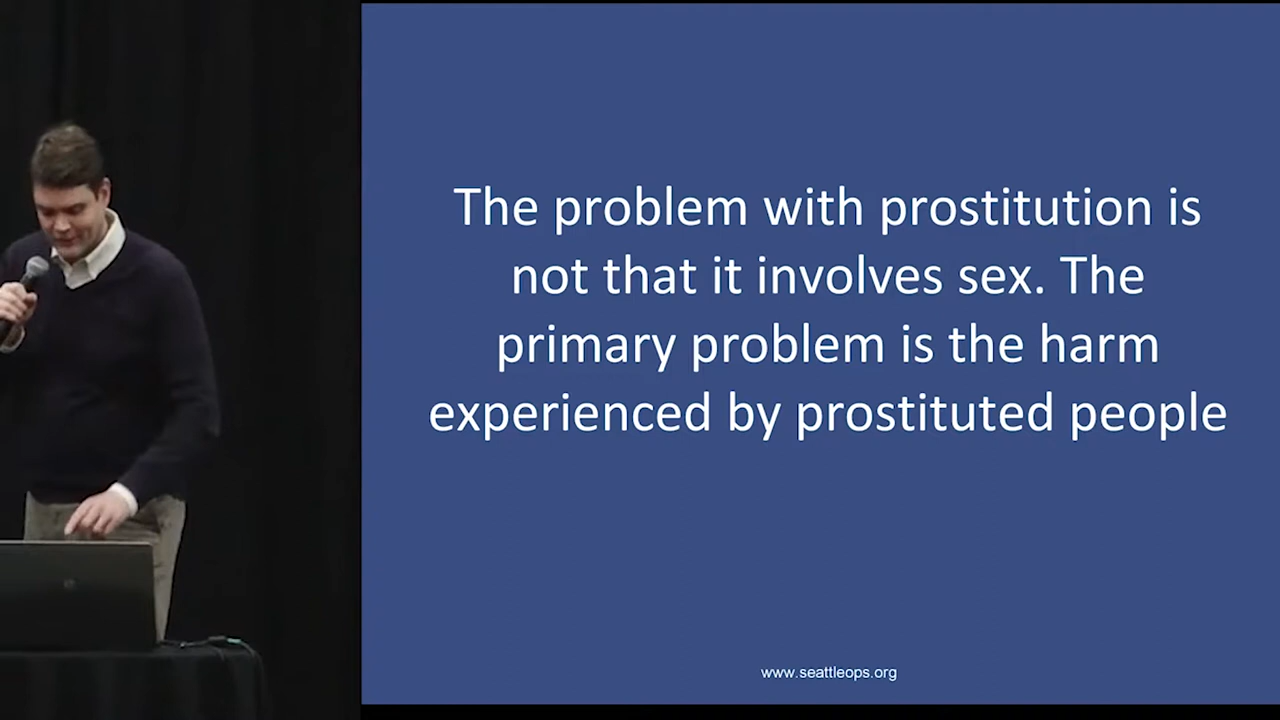 The problem with prostitution is
not that it involves sex. The
primary problem is the harm
experienced by prostituted people
www.seattleops.org